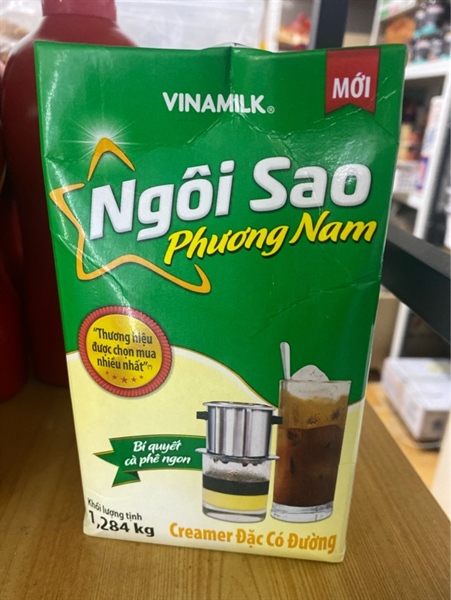 MỚI
VINAMILK®
Ngôi Sao
Phương Nam
"Thương hiệu
được chọn mua
nhiều nhất"
Bí quyết
cà phê ngon
Khối lượng tịnh
1,284 kg
Creamer Đặc Có Đường